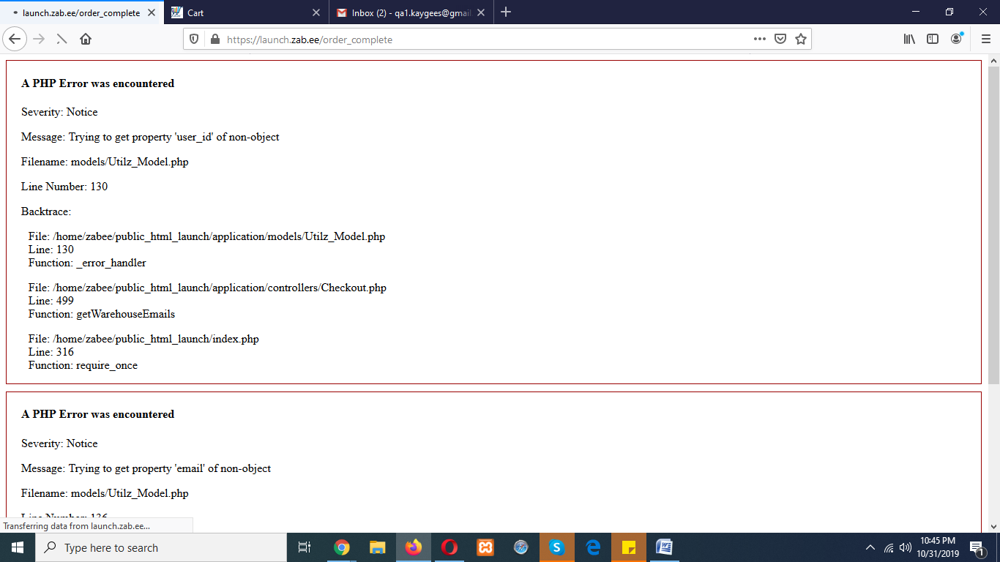 launch.zab.ee/order_complete
Cart
Inbox (2) - qa1.kaygees@gmail
https://launch.zab.ee/order_complete
A PHP Error was encountered
Severity: Notice
Message: Trying to get property 'user_id' of non-object
Filename: models/Utilz_Model.php
Line Number: 130
Backtrace:
File: /home/zabee/public_html_launch/application/models/Utilz_Model.php
Line: 130
Function: _error_handler
File: /home/zabee/public_html_launch/application/controllers/Checkout.php
Line: 499
Function: getWarehouseEmails
File: /home/zabee/public_html_launch/index.php
Line: 316
Function: require_once
A PHP Error was encountered
Severity: Notice
Message: Trying to get property 'email' of non-object
Filename: models/Utilz_Model.php
Line Number: 136
Transferring data from launch.zab.ee...
Type here to search
10:45 PM
10/31/2019
1